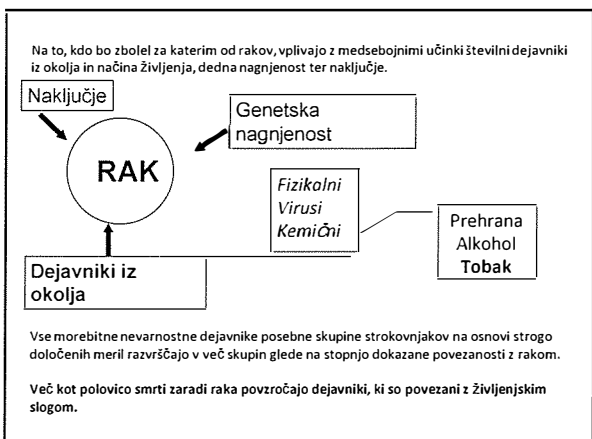 Na to, kdo bo zbolel za katerim od rakov, vplivajo z medsebojnimi učinki številni dejavniki
iz okolja in načina življenja, dedna nagnjenost ter naključje.
Naključje
Genetska
nagnjenost
RAK
Fizikalni
Virusi
Kemični
Prehrana
Alkohol
Tobak
Dejavniki iz
okolja
Vse morebitne nevarnostne dejavnike posebne skupine strokovnjakov na osnovi strogo
določenih meril razvrščajo v več skupin glede na stopnjo dokazane povezanosti z rakom.
Več kot polovico smrti zaradi raka povzročajo dejavniki, ki so povezani z življenjskim
slogom.